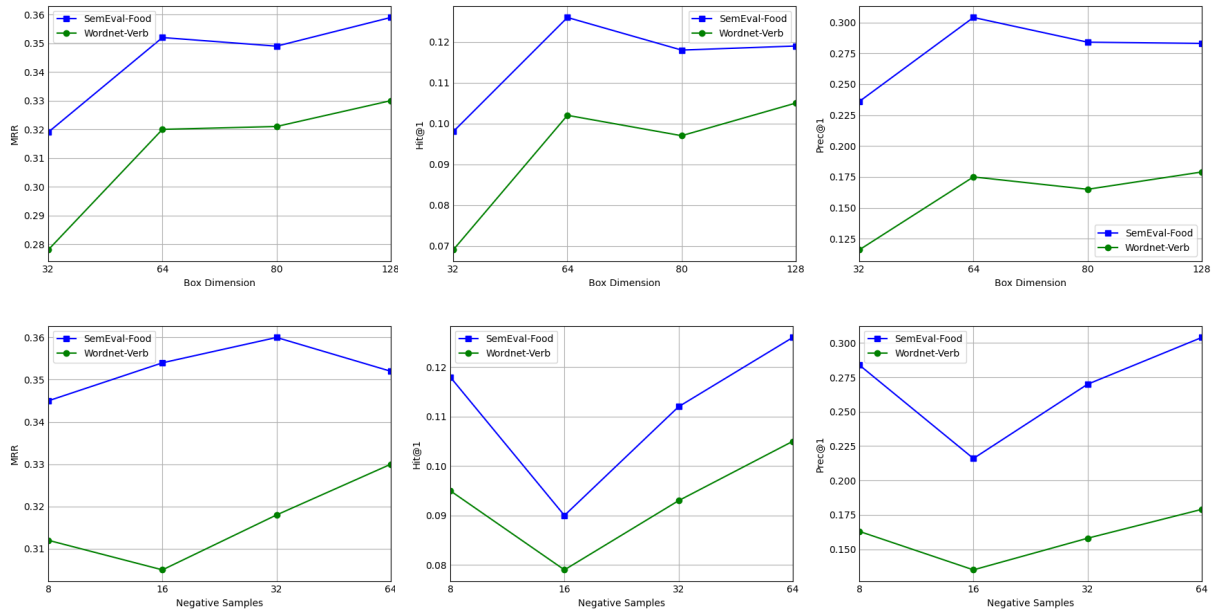 0.36
0.35
0.34
0.33
0.32
0.31
0.30
0.29
0.28
MRR
SemEval-Food
Wordnet-Verb
32 64 80 128
Box Dimension
0.12
0.11
0.10
0.09
0.08
0.07
Hit@1
SemEval-Food
Wordnet-Verb
32 64 80 128
Box Dimension
0.300
0.275
0.250
0.225
0.200
0.175
0.150
0.125
Prec@1
SemEval-Food
Wordnet-Verb
32 64 80 128
Box Dimension
0.36
0.35
0.34
0.33
0.32
0.31
MRR
SemEval-Food
Wordnet-Verb
8 16 32 64
Negative Samples
0.12
0.11
0.10
0.09
0.08
Hit@1
SemEval-Food
Wordnet-Verb
8 16 32 64
Negative Samples
0.300
0.275
0.250
0.225
0.200
0.175
0.150
Prec@1
SemEval-Food
Wordnet-Verb
8 16 32 64
Negative Samples